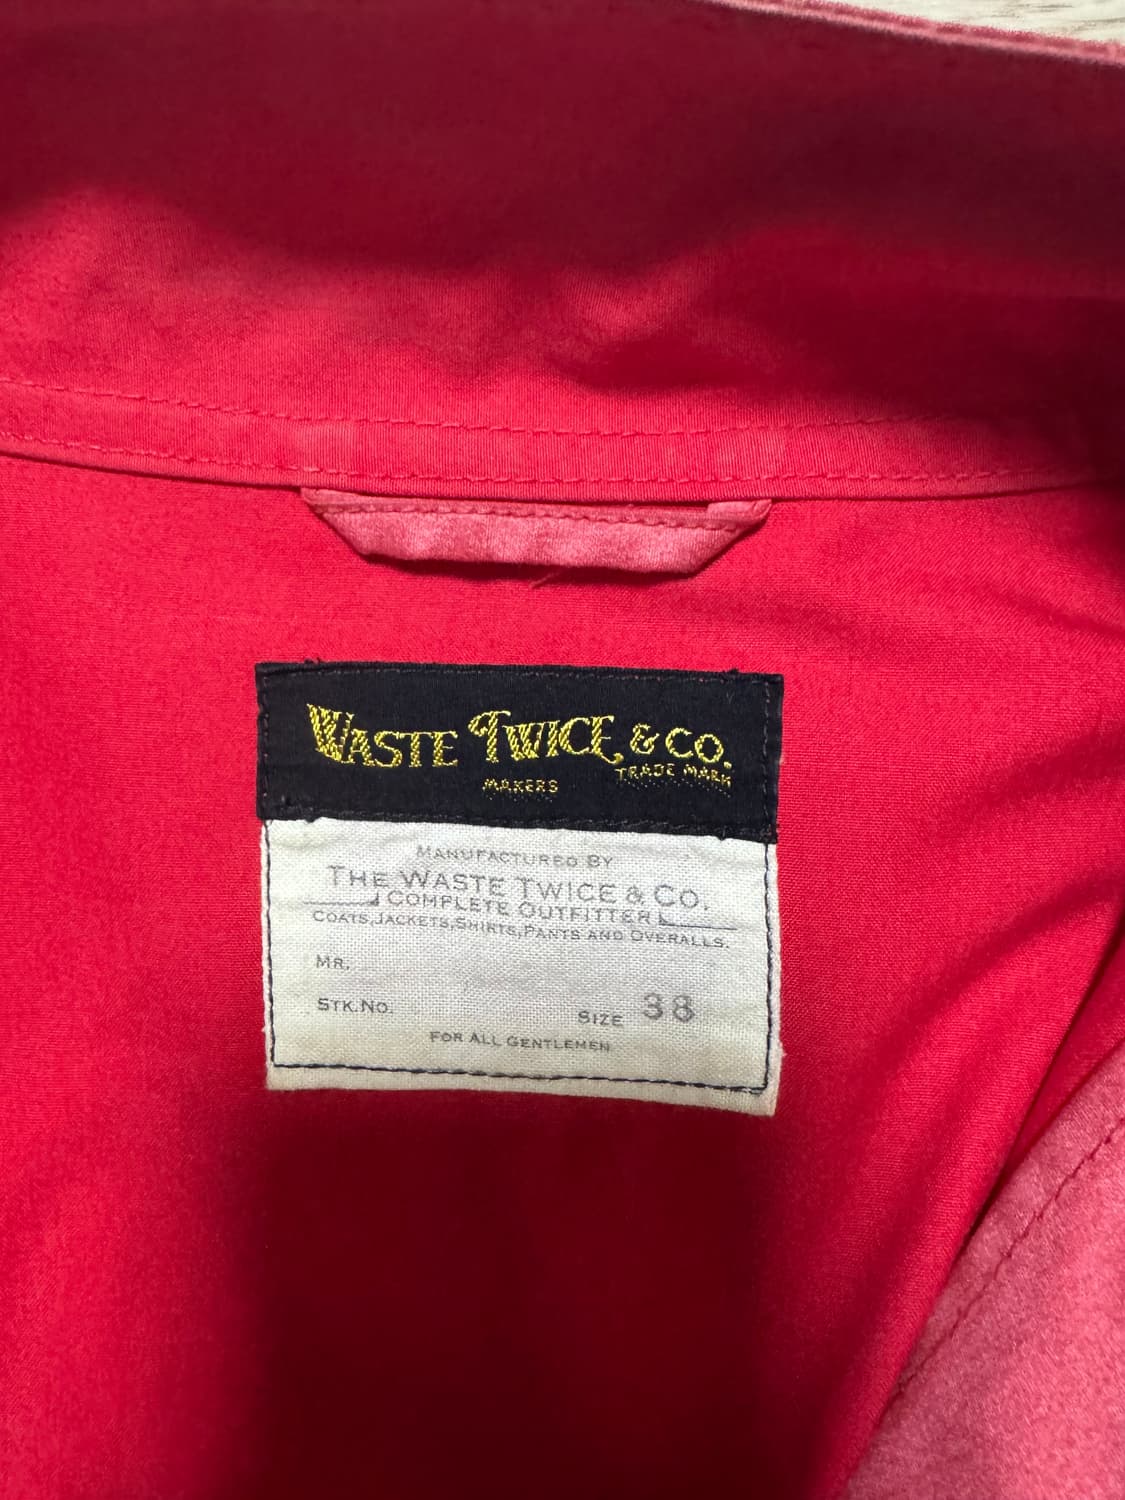 WASTE TWICE & CO.
MAKERS TRADE MARK
MANUFACTURED BY
THE WASTE TWICE & CO.
COMPLETE OUTFITTER
COATS,JACKETS,SHIRTS,PANTS AND OVERALLS.
MR.
STK.NO. SIZE 38
FOR ALL GENTLEMEN